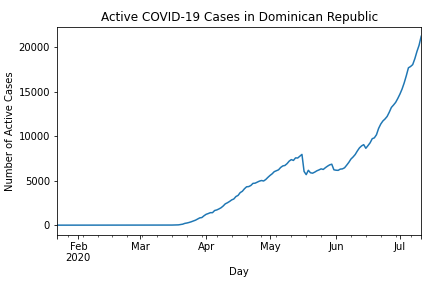 Active COVID-19 Cases in Dominican Republic
Number of Active Cases
20000
15000
10000
5000
0
Feb Mar Apr May Jun Jul
2020
Day